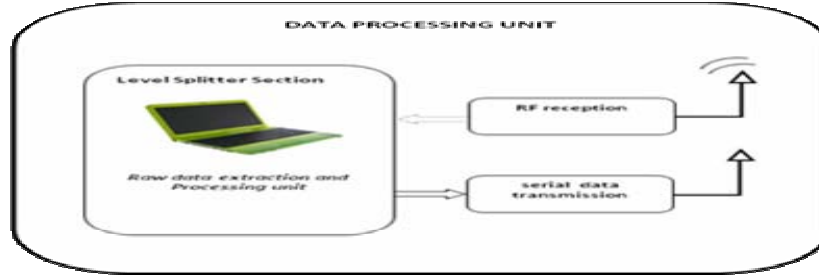 DATA PROCESSING UNIT
Level Splitter Section
RF reception
Raw data extraction and
Processing unit
serial data
transmission